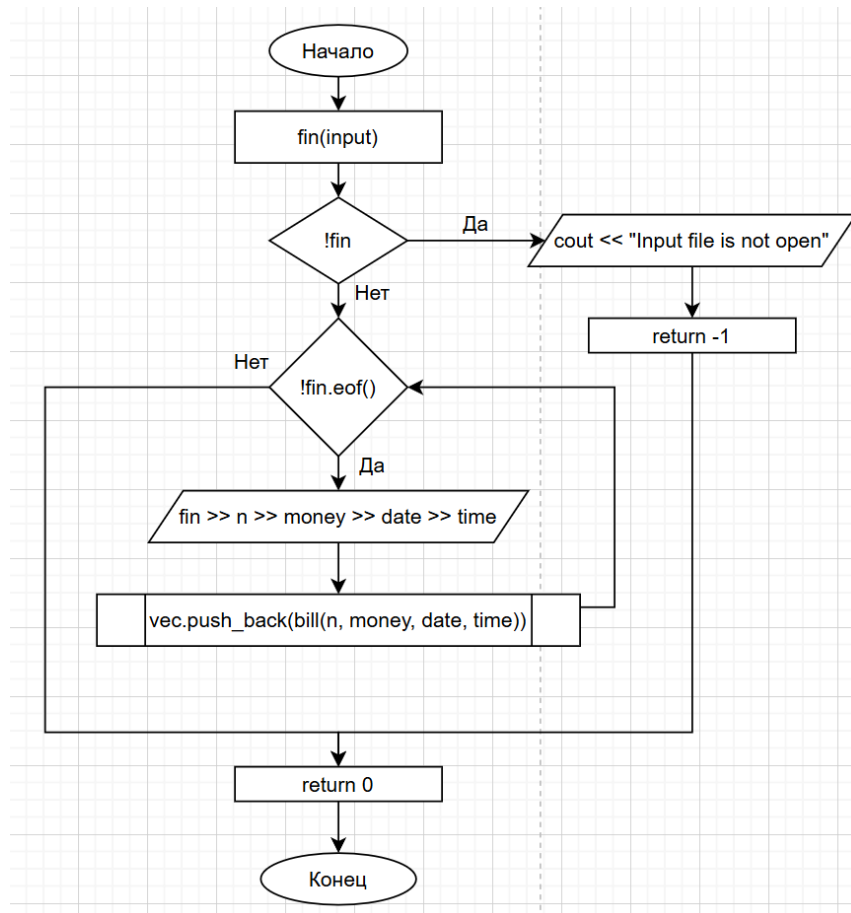 Начало
fin(input)
!fin
Да
cout << "Input file is not open"
Нет
return -1
Нет
!fin.eof()
Да
fin >> n >> money >> date >> time
vec.push_back(bill(n, money, date, time))
return 0
Конец